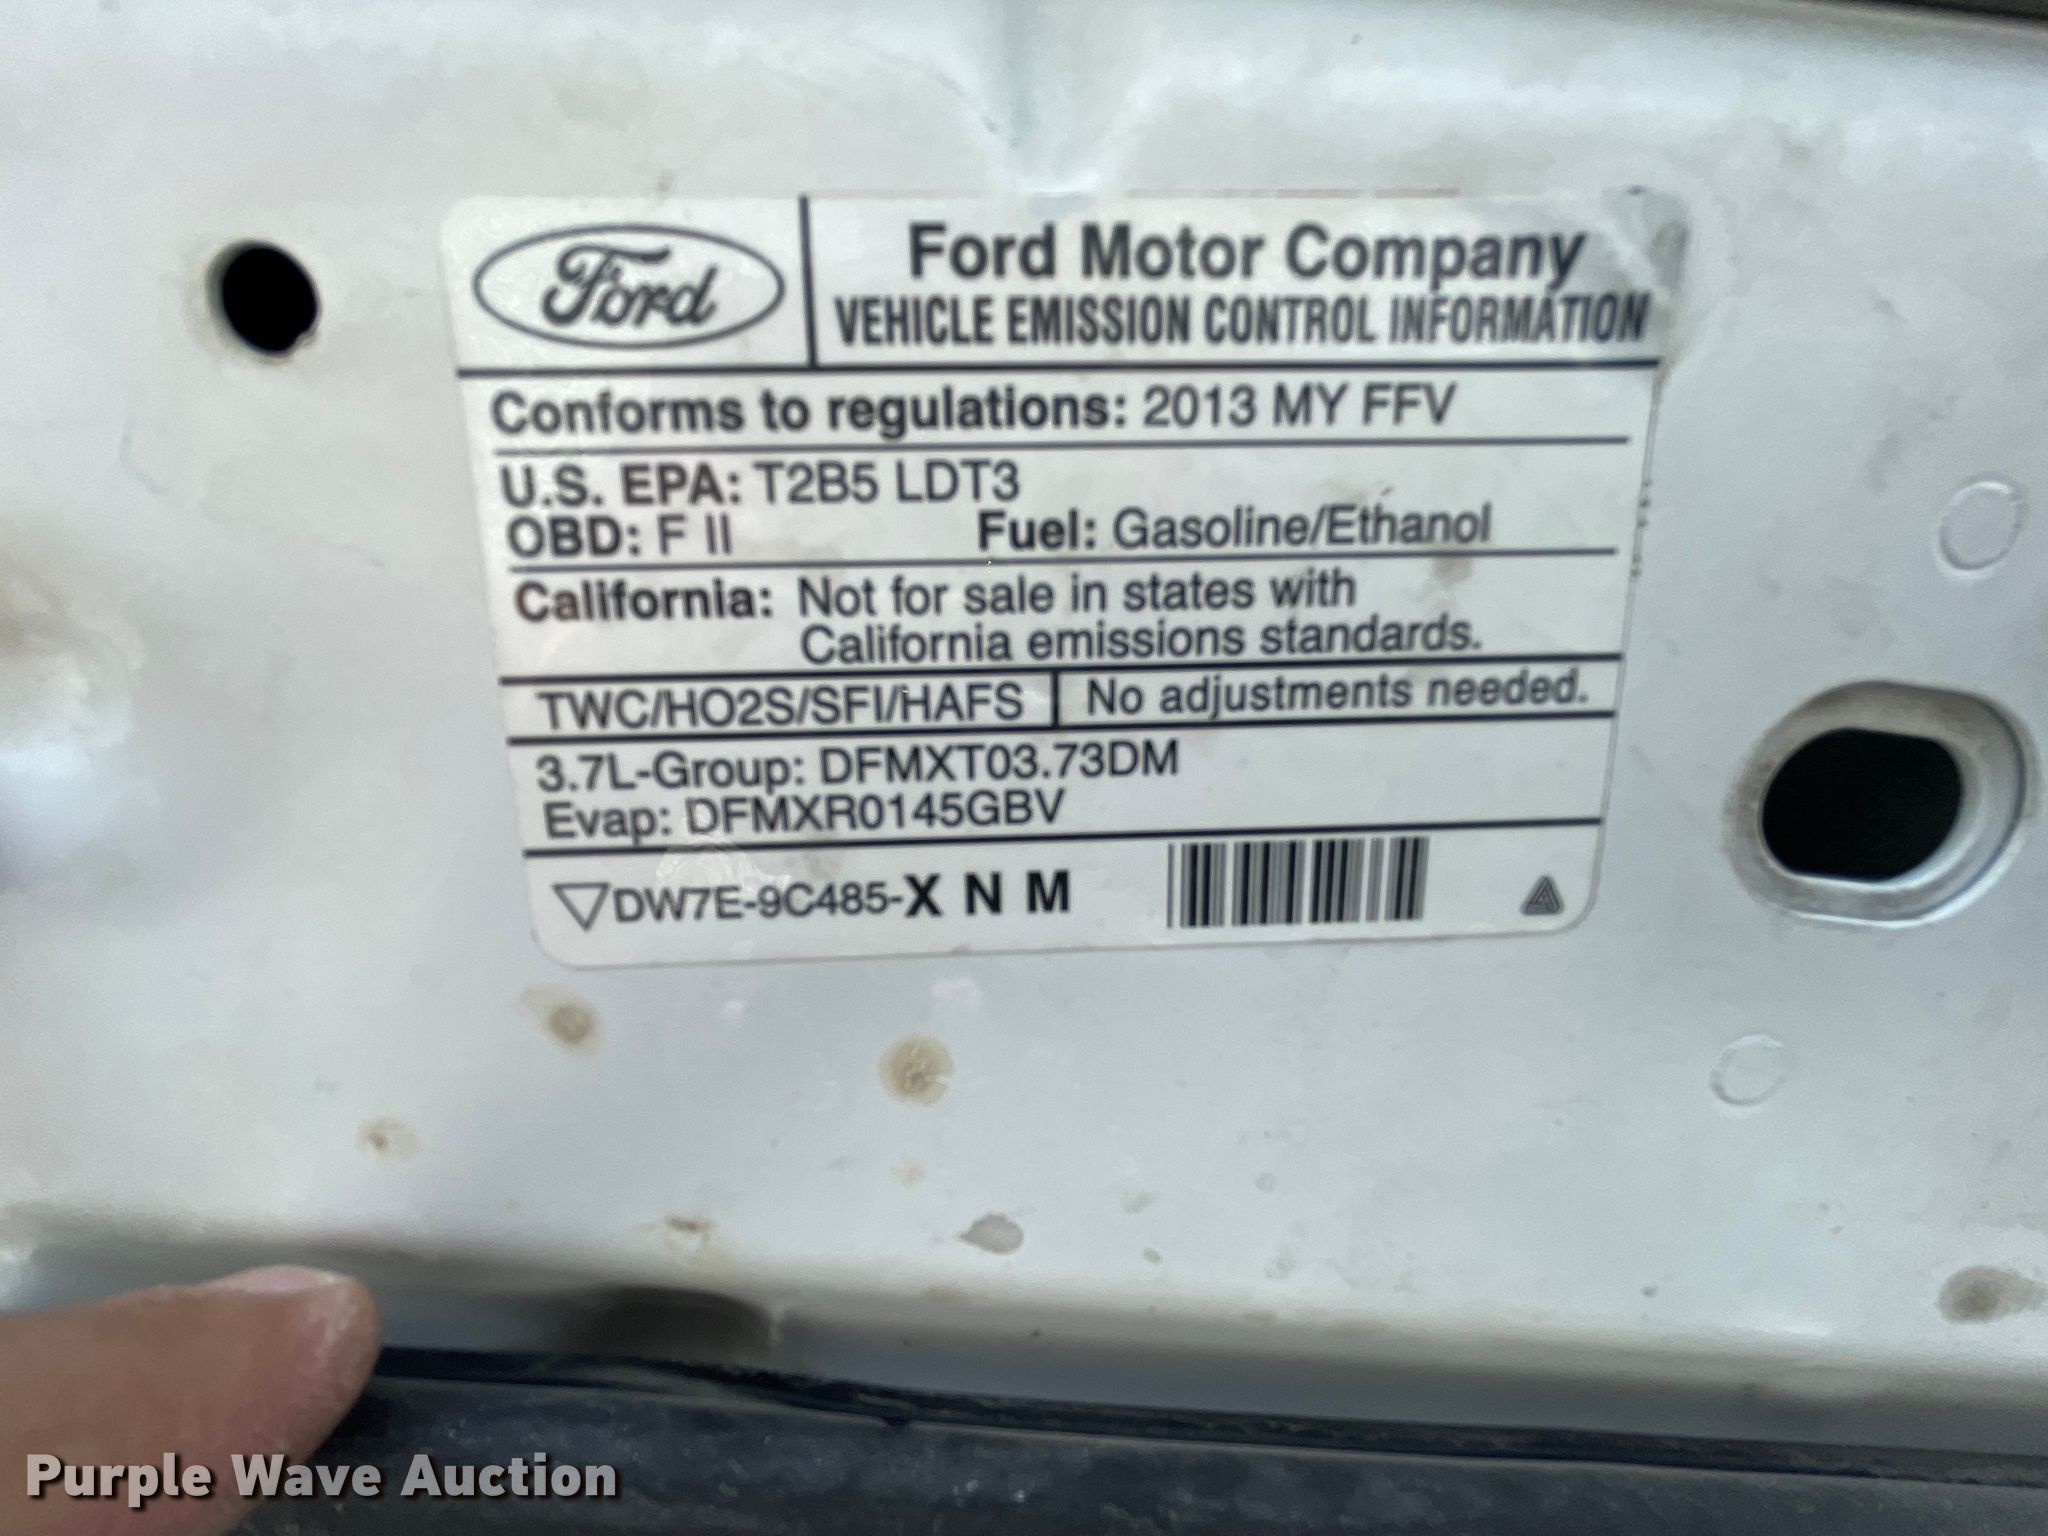 Ford
Ford Motor Company
VEHICLE EMISSION CONTROL INFORMATION
Conforms to regulations: 2013 MY FFV
U.S. EPA: T2B5 LDT3
OBD: F II Fuel: Gasoline/Ethanol
California: Not for sale in states with
California emissions standards.
TWC/HO2S/SFI/HAFS No adjustments needed.
3.7L-Group: DFMXT03.73DM
Evap: DFMXR0145GBV
DW7E-9C485-X N M
Purple Wave Auction